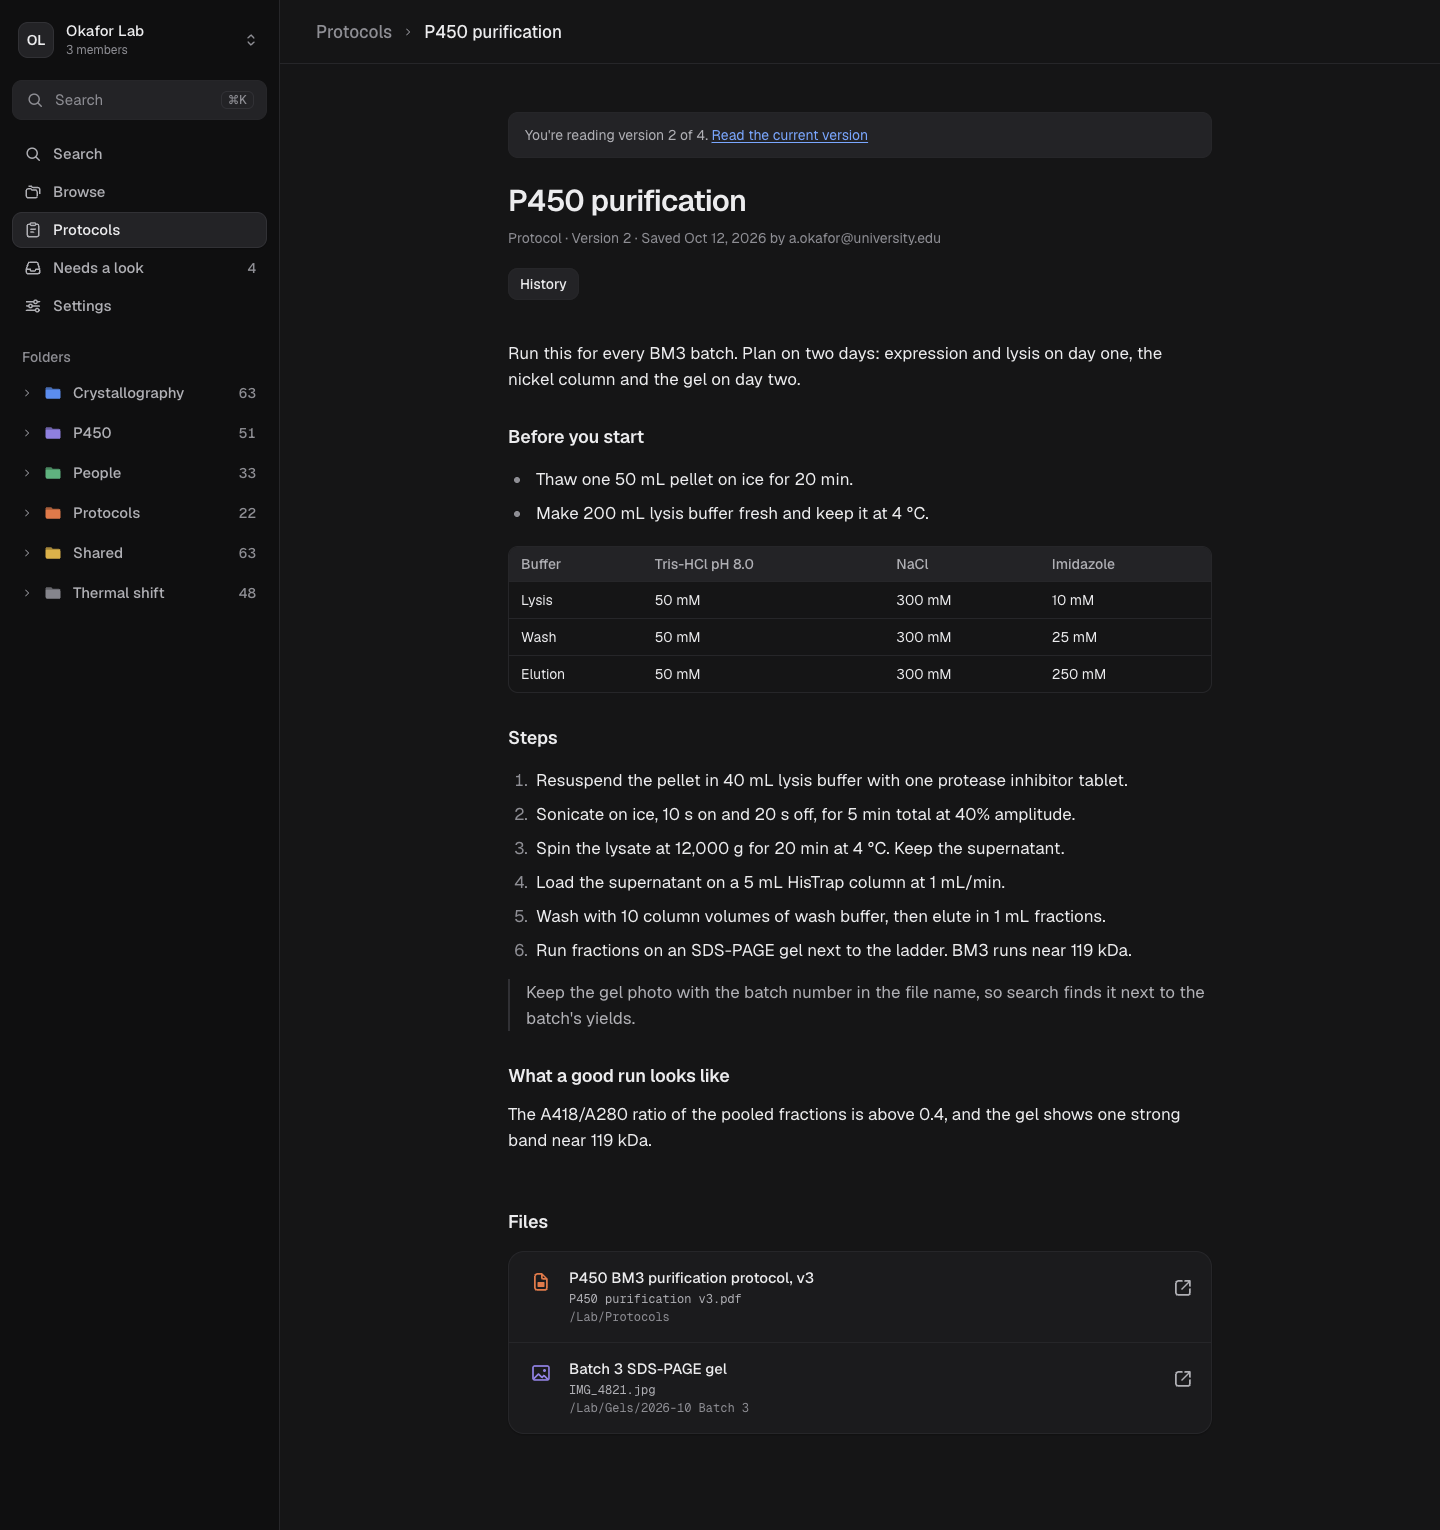 OL
Okafor Lab
3 members
Search
⌘K
Search
Browse
Protocols
Needs a look 4
Settings
Folders
Crystallography 63
P450 51
People 33
Protocols 22
Shared 63
Thermal shift 48
Protocols › P450 purification
You're reading version 2 of 4. Read the current version
P450 purification
Protocol · Version 2 · Saved Oct 12, 2026 by a.okafor@university.edu
History
Run this for every BM3 batch. Plan on two days: expression and lysis on day one, the
nickel column and the gel on day two.
Before you start
• Thaw one 50 mL pellet on ice for 20 min.
• Make 200 mL lysis buffer fresh and keep it at 4 °C.
Buffer Tris-HCl pH 8.0 NaCl Imidazole
Lysis 50 mM 300 mM 10 mM
Wash 50 mM 300 mM 25 mM
Elution 50 mM 300 mM 250 mM
Steps
1. Resuspend the pellet in 40 mL lysis buffer with one protease inhibitor tablet.
2. Sonicate on ice, 10 s on and 20 s off, for 5 min total at 40% amplitude.
3. Spin the lysate at 12,000 g for 20 min at 4 °C. Keep the supernatant.
4. Load the supernatant on a 5 mL HisTrap column at 1 mL/min.
5. Wash with 10 column volumes of wash buffer, then elute in 1 mL fractions.
6. Run fractions on an SDS-PAGE gel next to the ladder. BM3 runs near 119 kDa.
Keep the gel photo with the batch number in the file name, so search finds it next to the
batch's yields.
What a good run looks like
The A418/A280 ratio of the pooled fractions is above 0.4, and the gel shows one strong
band near 119 kDa.
Files
P450 BM3 purification protocol, v3
P450 purification v3.pdf
/Lab/Protocols
Batch 3 SDS-PAGE gel
IMG_4821.jpg
/Lab/Gels/2026-10 Batch 3